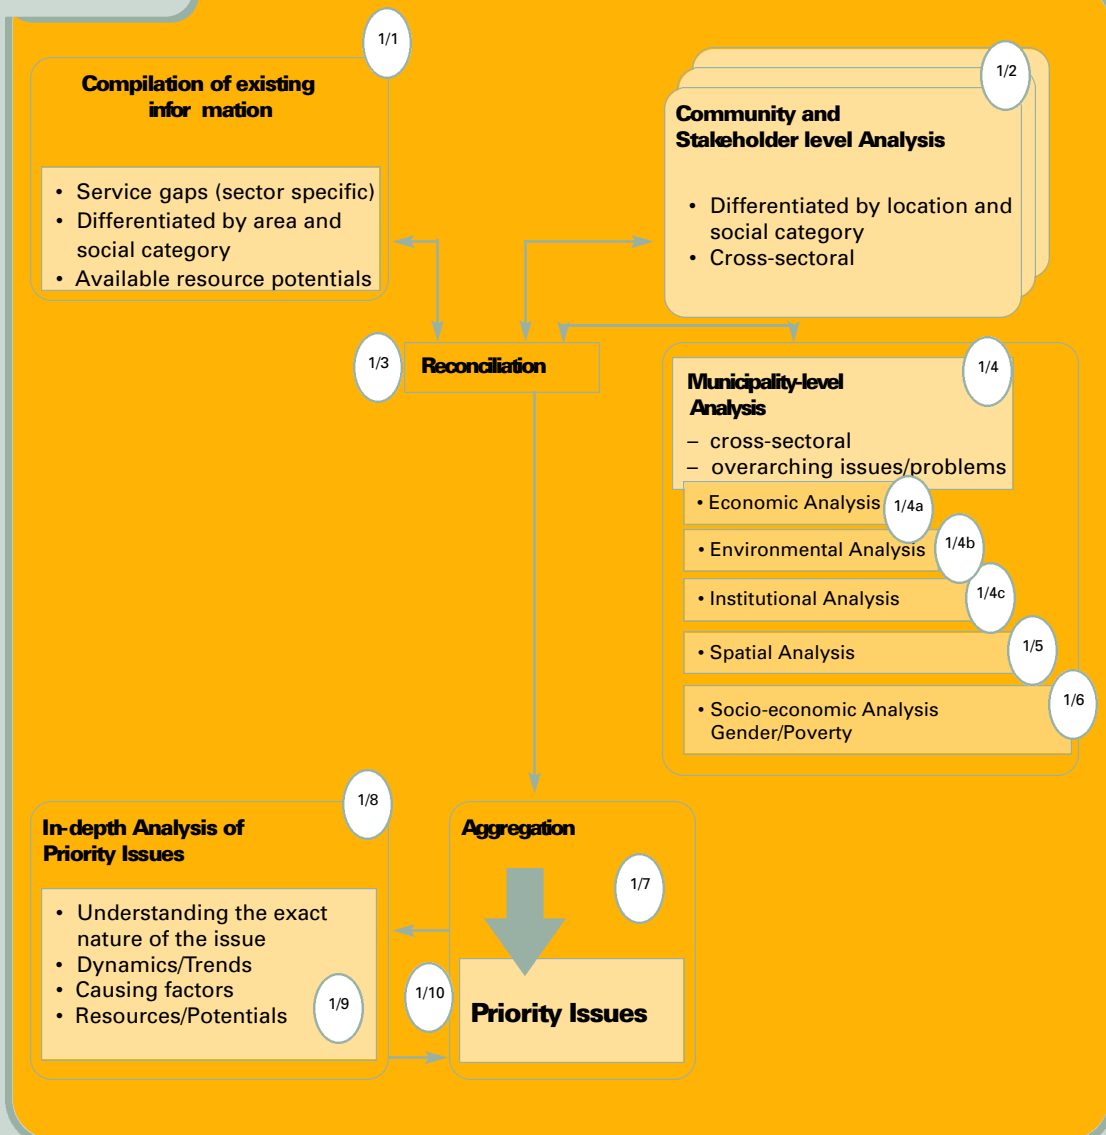 1/1
Compilation of existing
infor mation
• Service gaps (sector specific)
• Differentiated by area and
social category
• Available resource potentials
1/2
Community and
Stakeholder level Analysis
• Differentiated by location and
social category
• Cross-sectoral
1/3
Reconciliation
1/4
Municipality-level
Analysis
– cross-sectoral
– overarching issues/problems
• Economic Analysis
1/4a
• Environmental Analysis
1/4b
• Institutional Analysis
1/4c
• Spatial Analysis
1/5
• Socio-economic Analysis
Gender/Poverty
1/6
1/8
In-depth Analysis of
Priority Issues
• Understanding the exact
nature of the issue
• Dynamics/Trends
• Causing factors
• Resources/Potentials
1/9
Aggregation
1/7
1/10
Priority Issues